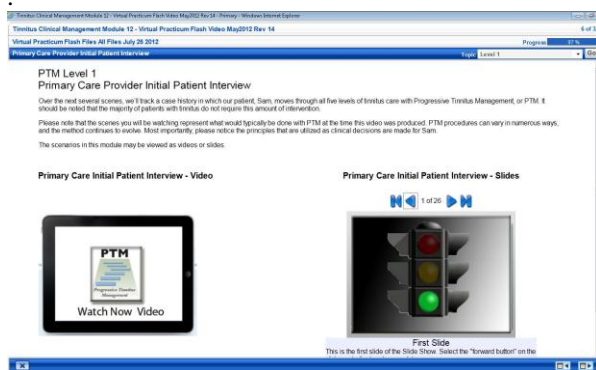 Tinnitus Clinical Management Module 12 - Virtual Practicum Flash Video May2012 Rev 14 - Primary - Windows Internet Explorer
Tinnitus Clinical Management Module 12 - Virtual Practicum Flash Video May2012 Rev 14
6 of 3
Virtual Practicum Flash Files All Files July 26 2012
Progress
Primary Care Provider Initial Patient Interview
Topic Level 1
Go
PTM Level 1
Primary Care Provider Initial Patient Interview
Over the next several scenes, we'll track a case history in which our patient, Sam, moves through all five levels of tinnitus care with Progressive Tinnitus Management, or PTM. It
should be noted that the majority of patients with tinnitus do not require this amount of intervention.
Please note that the scenes you will be watching represent what would typically be done with PTM at the time this video was produced. PTM procedures can vary in numerous ways,
and the method continues to evolve. Most importantly, please notice the principles that are utilized as clinical decisions are made for Sam.
The scenarios in this module may be viewed as videos or slides.
Primary Care Initial Patient Interview - Video
Primary Care Initial Patient Interview - Slides
1 of 26
PTM
Progressive Tinnitus
Management
Watch Now Video
First Slide
This is the first slide of the Slide Show. Select the "forward button" on the